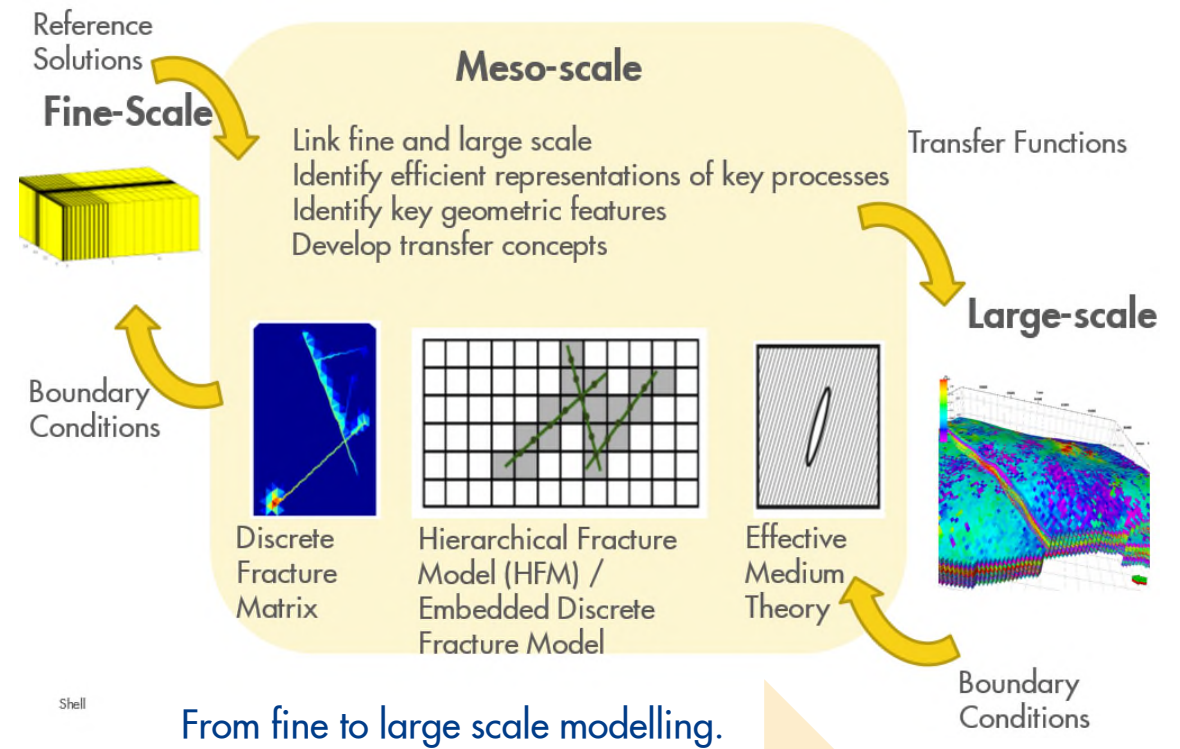 Reference
Solutions
Fine-Scale
Meso-scale
Link fine and large scale
Identify efficient representations of key processes
Identify key geometric features
Develop transfer concepts
Transfer Functions
Large-scale
Boundary
Conditions
Discrete
Fracture
Matrix
Hierarchical Fracture
Model (HFM) /
Embedded Discrete
Fracture Model
Effective
Medium
Theory
Boundary
Conditions
Shell
From fine to large scale modelling.